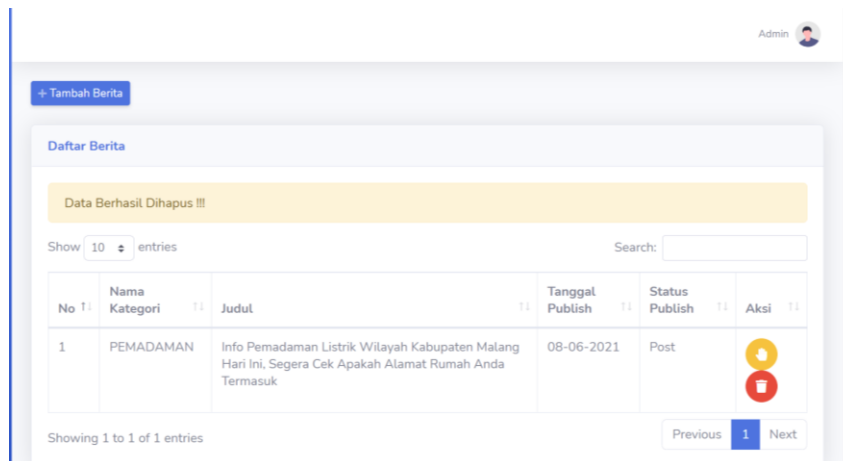 Admin
+ Tambah Berita
Daftar Berita
Data Berhasil Dihapus !!!
Show 10 entries
Search:
No
Nama Kategori
Judul
Tanggal Publish
Status Publish
Aksi
1
PEMADAMAN
Info Pemadaman Listrik Wilayah Kabupaten Malang
Hari Ini, Segera Cek Apakah Alamat Rumah Anda
Termasuk
08-06-2021
Post
Showing 1 to 1 of 1 entries
Previous 1 Next